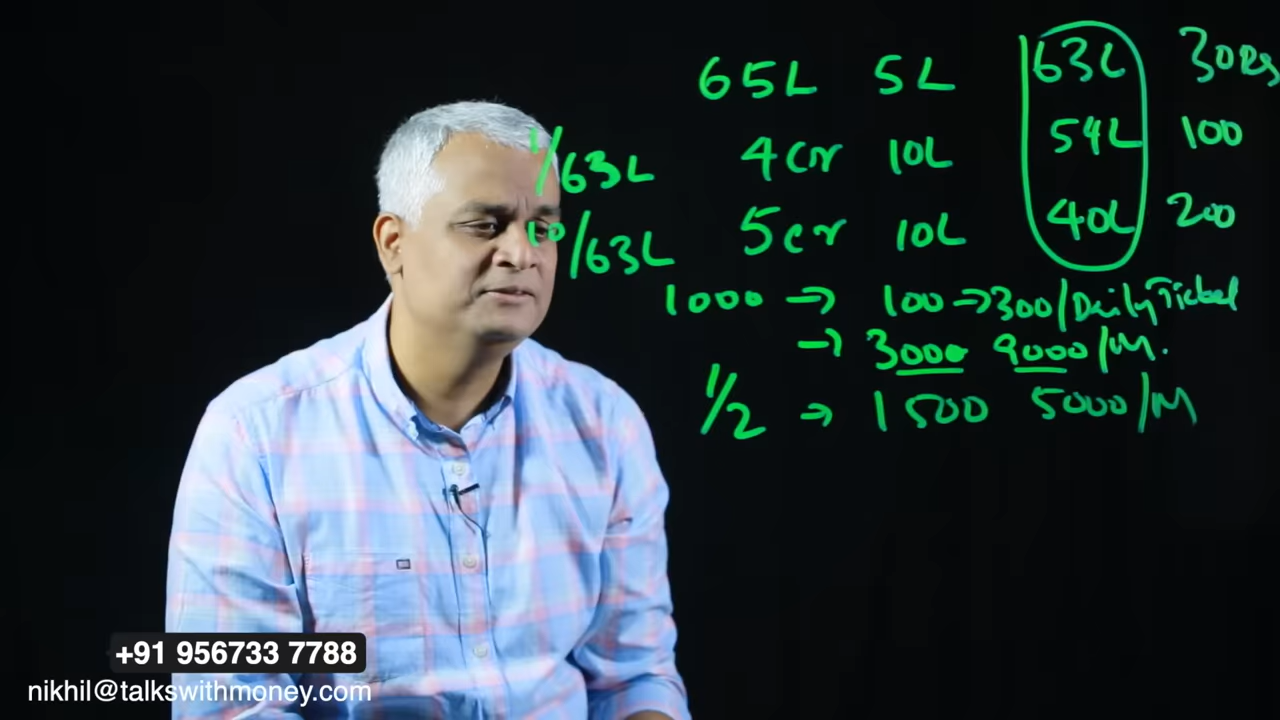 65L 5L 63L 30Rs
1/63L 4cr 10L 54L 100
10/63L 5cr 10L 40L 200
1000 → 100 → 300/Daily Ticket
→ 3000 9000/M.
1/2 → 1500 5000/M
+91 956733 7788
nikhil@talkswithmoney.com